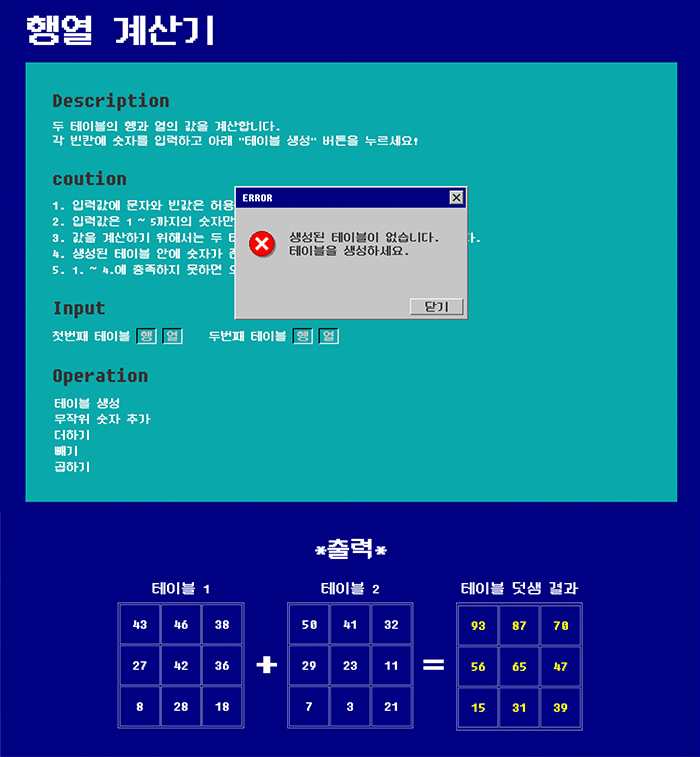 행열 계산기
Description
두 테이블의 행과 열의 값을 계산합니다.
각 빈칸에 숫자를 입력하고 아래 "테이블 생성" 버튼을 누르세요!
coution
1. 입력값에 문자와 빈값은 허용
2. 입력값은 1 ~ 5까지의 숫자만
3. 값을 계산하기 위해서는 두 다.
4. 생성된 테이블 안에 숫자가
5. 1. ~ 4.에 충족하지 못하면
ERROR
생성된 테이블이 없습니다.
테이블을 생성하세요.
닫기
Input
첫번째 테이블 행 열 두번째 테이블 행 열
Operation
테이블 생성
무작위 숫자 추가
더하기
빼기
곱하기
*출력*
테이블 1 테이블 2 테이블 덧셈 결과
43 46 38 50 41 32 93 87 70
27 42 36 + 29 23 11 = 56 65 47
8 28 18 7 3 21 15 31 39